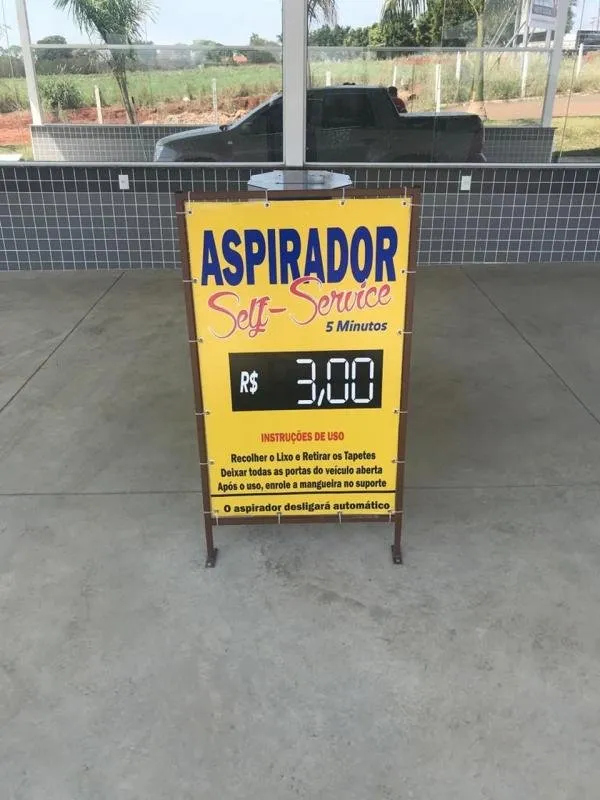 ASPIRADOR
Self-Service
5 Minutos
R$ 3,00
INSTRUÇÕES DE USO
Recolher o Lixo e Retirar os Tapetes
Deixar todas as portas do veículo aberta
Após o uso, enrole a mangueira no suporte
O aspirador desligará automático